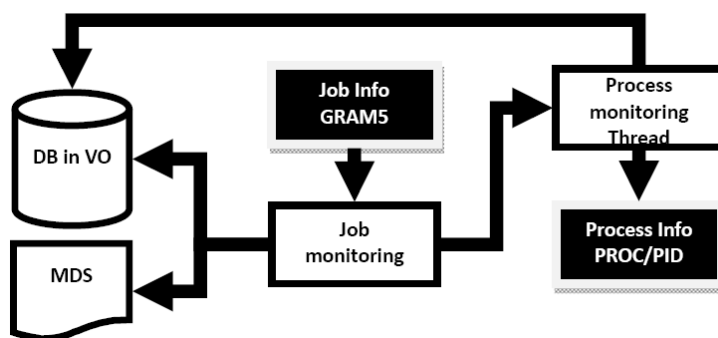 Job Info
GRAM5
Process
monitoring
Thread
DB in VO
Job
monitoring
Process Info
PROC/PID
MDS